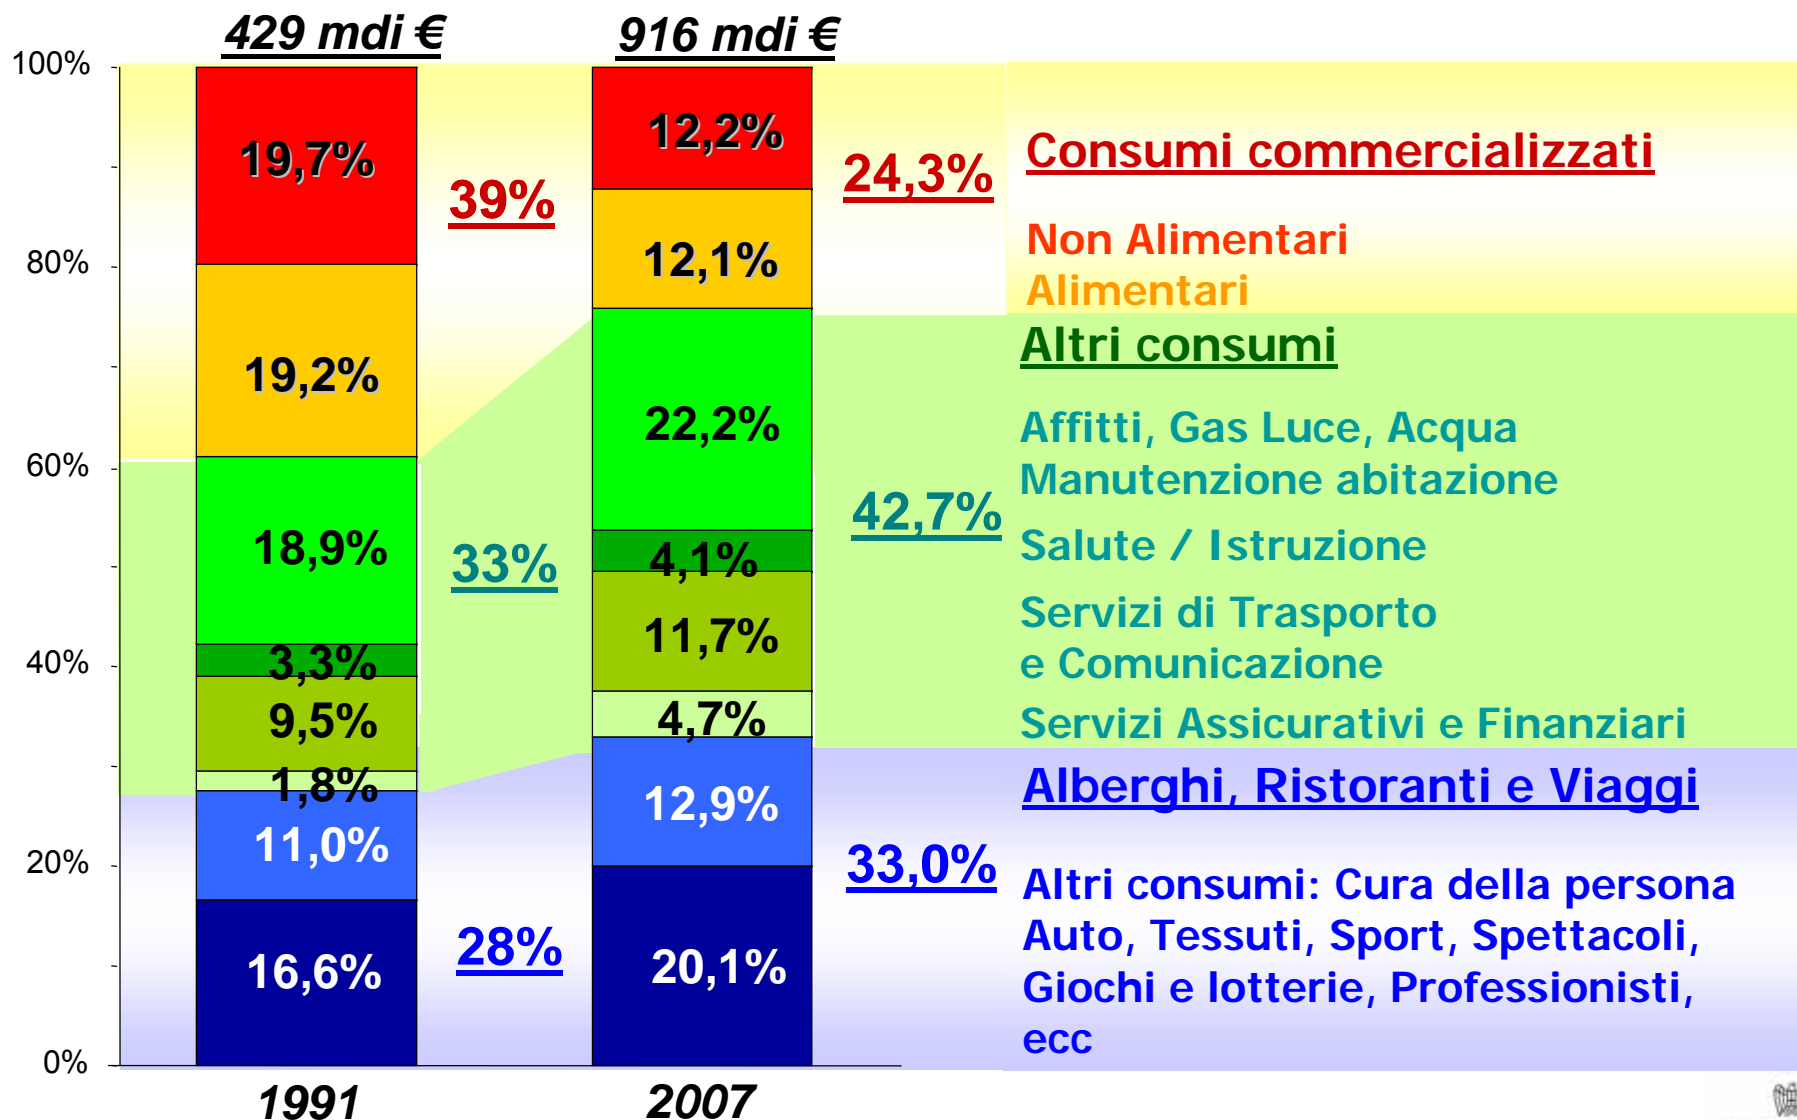 429 mdi €
916 mdi €
100%
80%
60%
40%
20%
0%
19,7%
19,2%
18,9%
3,3%
9,5%
1,8%
11,0%
16,6%
39%
33%
28%
12,2%
12,1%
22,2%
4,1%
11,7%
4,7%
12,9%
20,1%
24,3%
42,7%
33,0%
Consumi commercializzati
Non Alimentari
Alimentari
Altri consumi
Affitti, Gas Luce, Acqua
Manutenzione abitazione
Salute / Istruzione
Servizi di Trasporto
e Comunicazione
Servizi Assicurativi e Finanziari
Alberghi, Ristoranti e Viaggi
Altri consumi: Cura della persona
Auto, Tessuti, Sport, Spettacoli,
Giochi e lotterie, Professionisti,
ecc
1991
2007